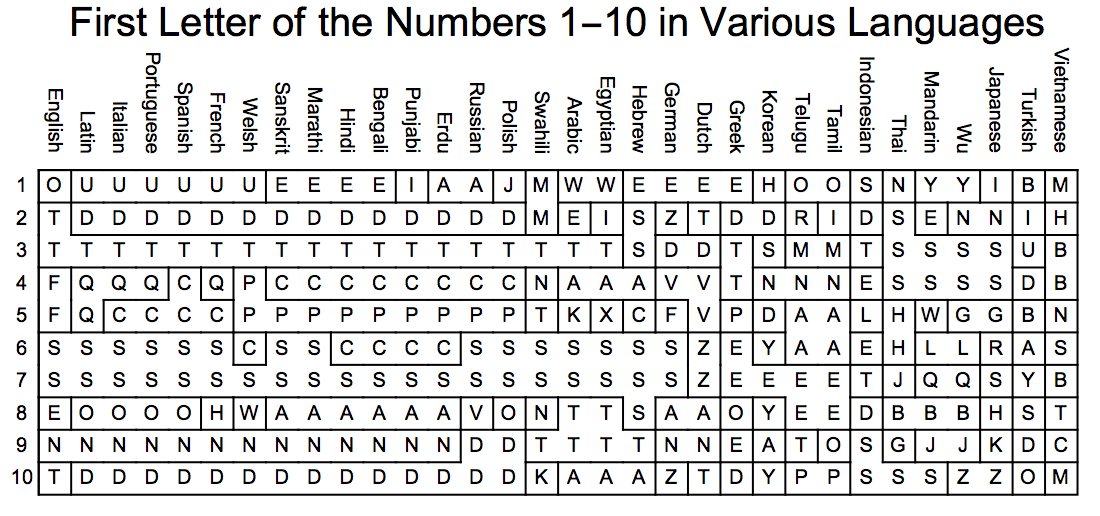 First Letter of the Numbers 1–10 in Various Languages
English Latin Italian Portuguese Spanish French Welsh Sanskrit Marathi Hindi Bengali Punjabi Erdu Russian Polish Swahili Arabic Egyptian Hebrew German Dutch Greek Korean Telugu Tamil Indonesian Thai Mandarin Wu Japanese Turkish Vietnamese
1 O U U U U U U E E E E I A A J M W W E E E E H O O S N Y Y I B M
2 T D D D D D D D D D D D D D D M E I S Z T D D R I D S E N N I H
3 T T T T T T T T T T T T T T T T T T S D D T S M M T S S S S U B
4 F Q Q Q C Q P C C C C C C C C N A A A V V T N N N E S S S S D B
5 F Q C C C C P P P P P P P P P T K X C F V P D A A L H W G G B N
6 S S S S S S C S S C C C C S S S S S S S Z E Y A A E H L L R A S
7 S S S S S S S S S S S S S S S S S S S S Z E E E E T J Q Q S Y B
8 E O O O O H W A A A A A A V O N T T S A A O Y E E D B B B H S T
9 N N N N N N N N N N N N N D D T T T T N N E A T O S G J J K D C
10 T D D D D D D D D D D D D D D K A A A Z T D Y P P S S S Z Z O M